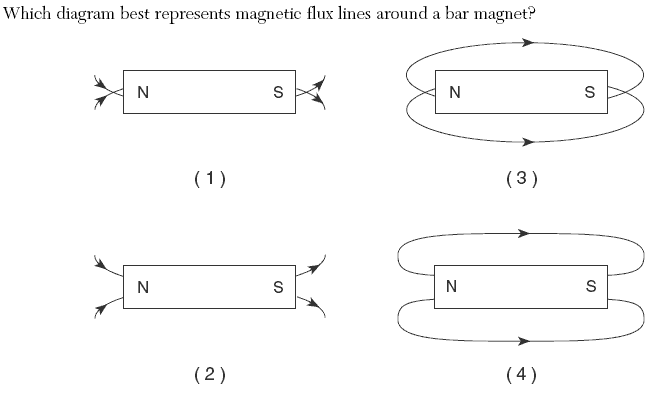 Which diagram best represents magnetic flux lines around a bar magnet?
N S N S
( 1 ) ( 3 )
N S N S
( 2 ) ( 4 )